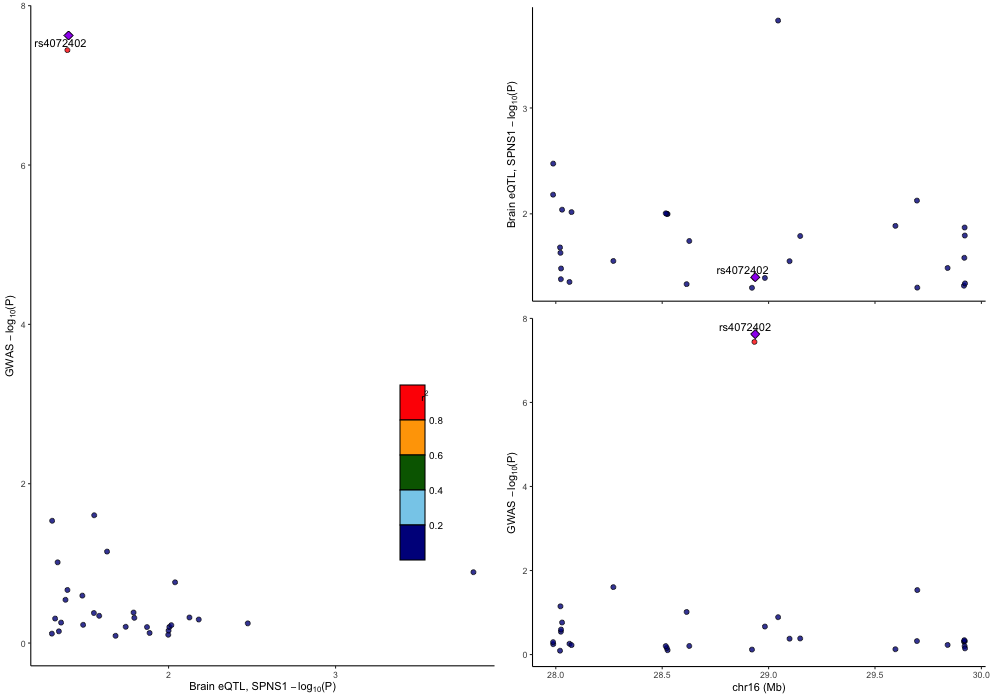 8
6
4
2
0
GWAS −log10(P)
rs4072402
r2
0.8
0.6
0.4
0.2
2
3
Brain eQTL, SPNS1 −log10(P)
3
2
Brain eQTL, SPNS1 −log10(P)
rs4072402
8
6
4
2
0
GWAS −log10(P)
rs4072402
28.0
28.5
29.0
29.5
30.0
chr16 (Mb)